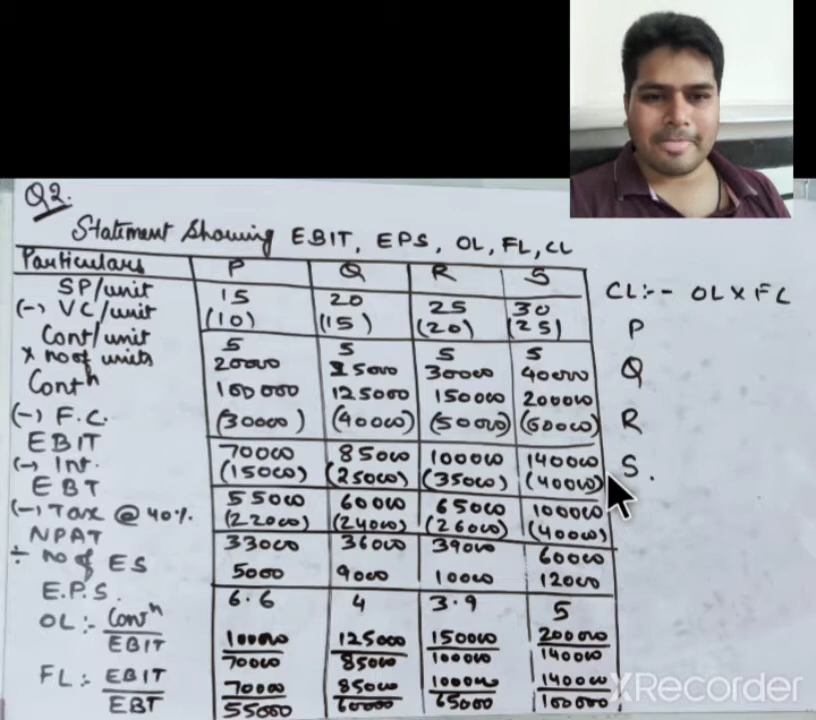 Q2.
Statement Showing EBIT, EPS, OL, FL, CL
Particulars P Q R S
SP/unit 15 20 25 30
(-) VC/unit (10) (15) (20) (25)
Cont/unit 5 5 5 5
x no of units 20000 25000 30000 40000
Contⁿ 100000 125000 150000 200000
(-) F.C. (30000) (40000) (50000) (60000)
EBIT 70000 85000 100000 140000
(-) Int. (15000) (25000) (35000) (40000)
EBT 55000 60000 65000 100000
(-) Tax @ 40% (22000) (24000) (26000) (40000)
NPAT 33000 36000 39000 60000
÷ no of ES 5000 9000 10000 12000
E.P.S. 6.6 4 3.9 5
OL :- Contⁿ/EBIT 100000/70000 125000/85000 150000/100000 200000/140000
FL :- EBIT/EBT 70000/55000 85000/60000 100000/65000 140000/100000
CL :- OL X FL
P
Q
R
S.
XRecorder